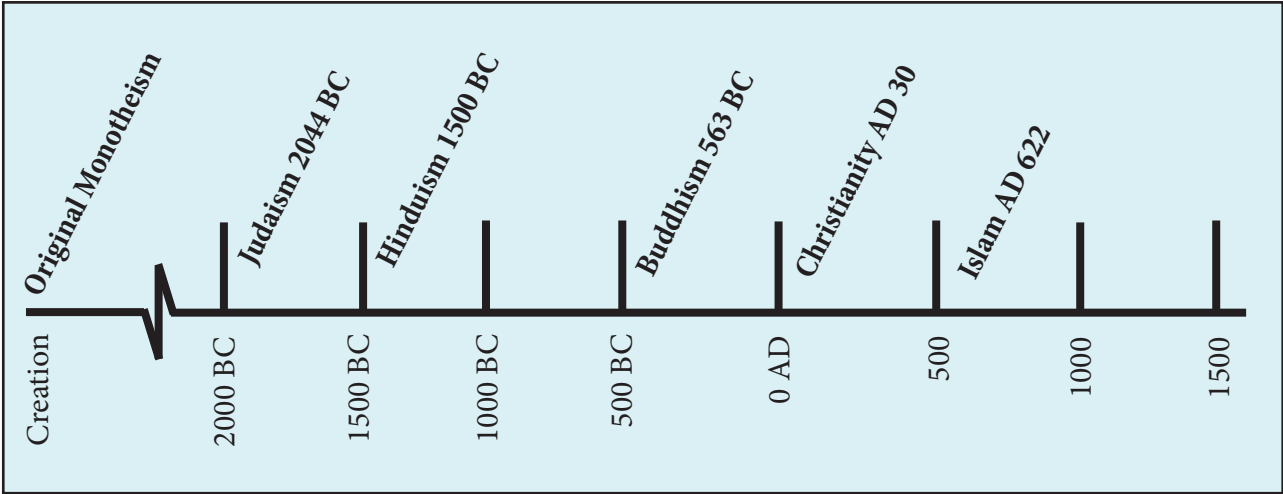 Original Monotheism
Judaism 2044 BC
Hinduism 1500 BC
Buddhism 563 BC
Christianity AD 30
Islam AD 622
Creation
2000 BC
1500 BC
1000 BC
500 BC
0 AD
500
1000
1500